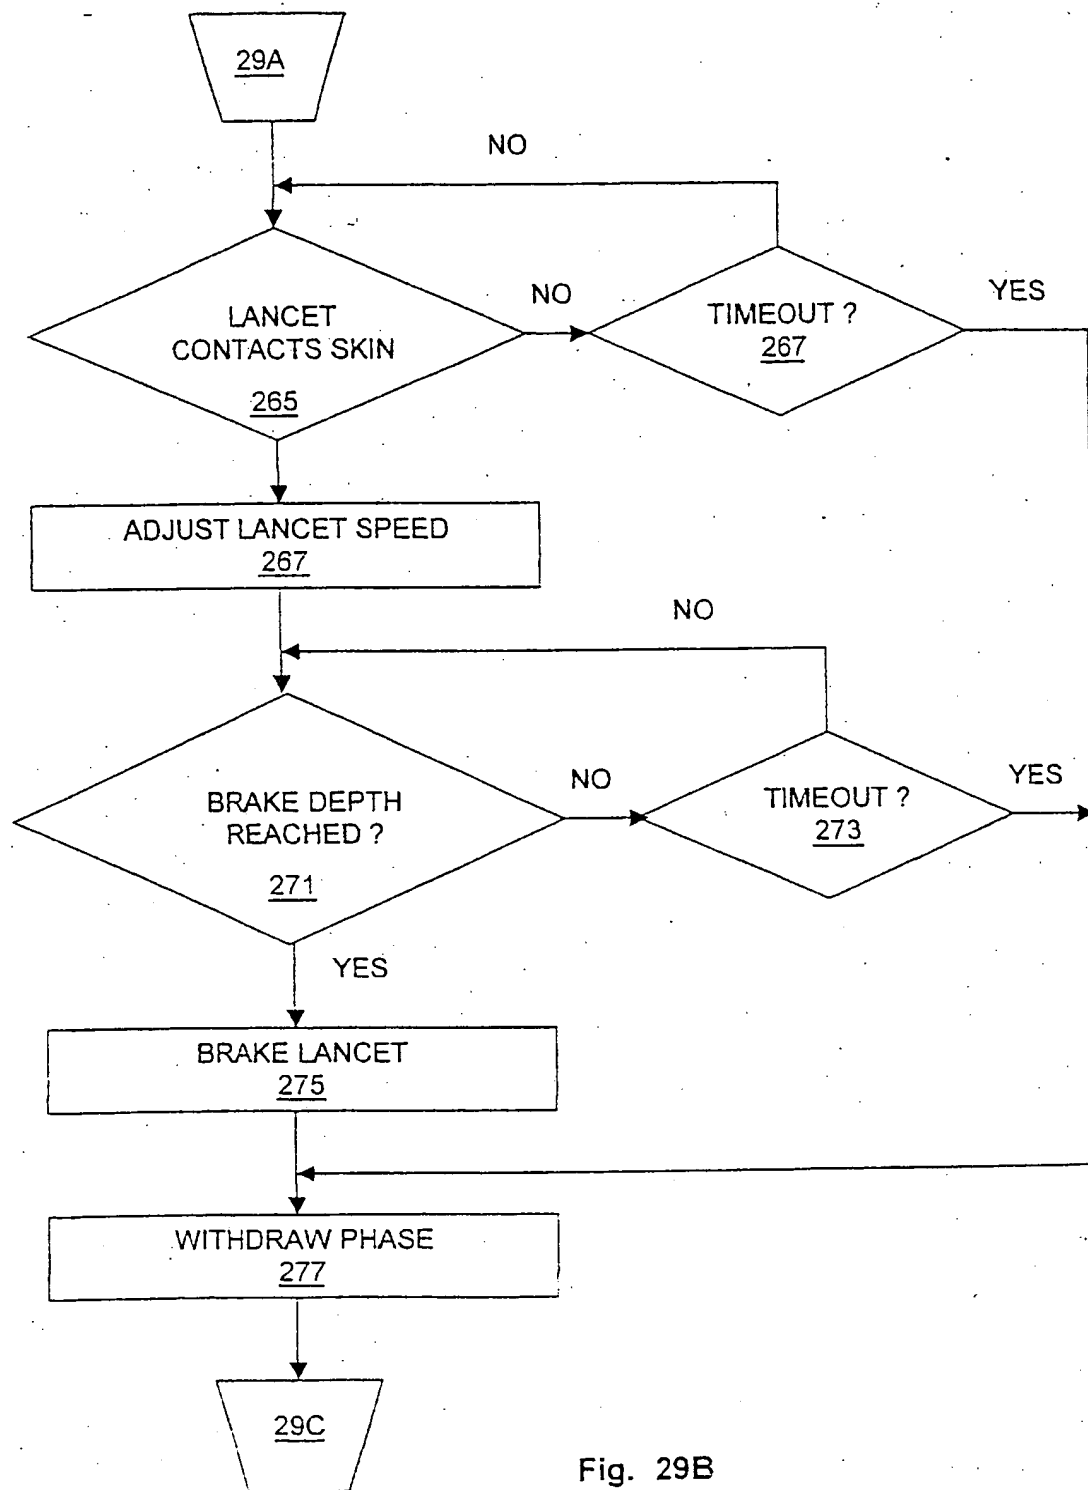 29A
NO
LANCET
CONTACTS SKIN
265
NO
TIMEOUT ?
267
YES
ADJUST LANCET SPEED
267
NO
BRAKE DEPTH
REACHED ?
271
NO
TIMEOUT ?
273
YES
YES
BRAKE LANCET
275
WITHDRAW PHASE
277
29C
Fig. 29B